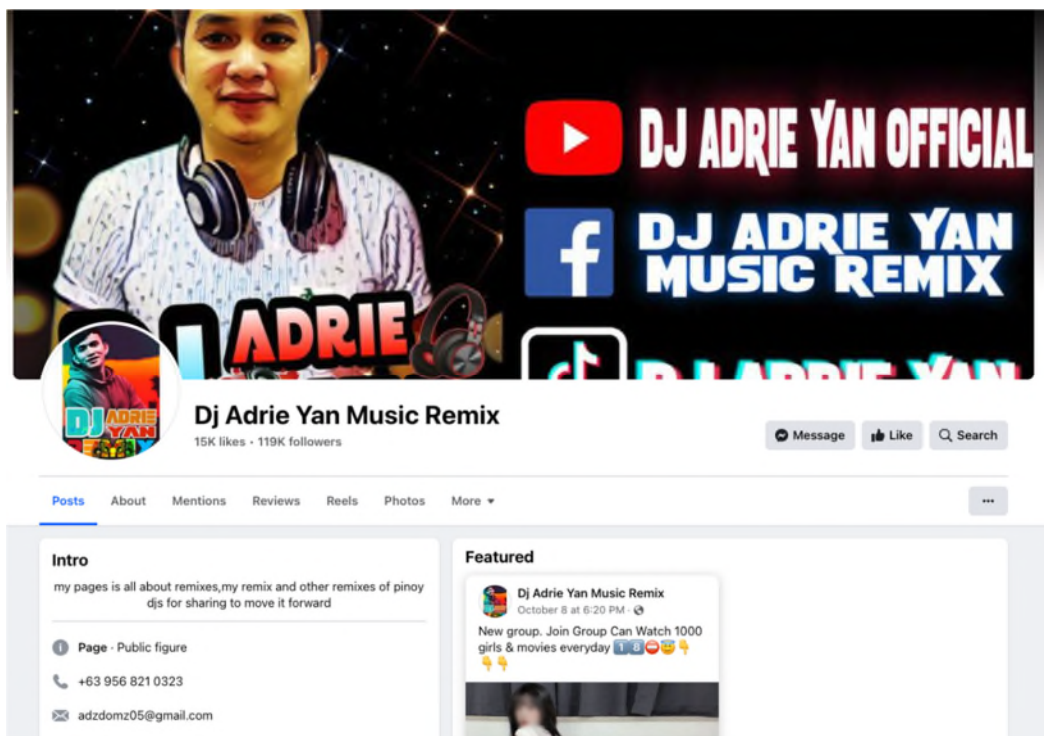 DJ ADRIE YAN OFFICIAL
DJ ADRIE YAN
MUSIC REMIX
ADRIE
DJ ADRIE
YAN
Dj Adrie Yan Music Remix
15K likes · 119K followers
Message
Like
Search
Posts
About
Mentions
Reviews
Reels
Photos
More
Intro
my pages is all about remixes,my remix and other remixes of pinoy
djs for sharing to move it forward
Page · Public figure
+63 956 821 0323
adzdomz05@gmail.com
Featured
Dj Adrie Yan Music Remix
October 8 at 6:20 PM ·
New group. Join Group Can Watch 1000
girls & movies everyday 1️8️⛔😇👇
👇👇